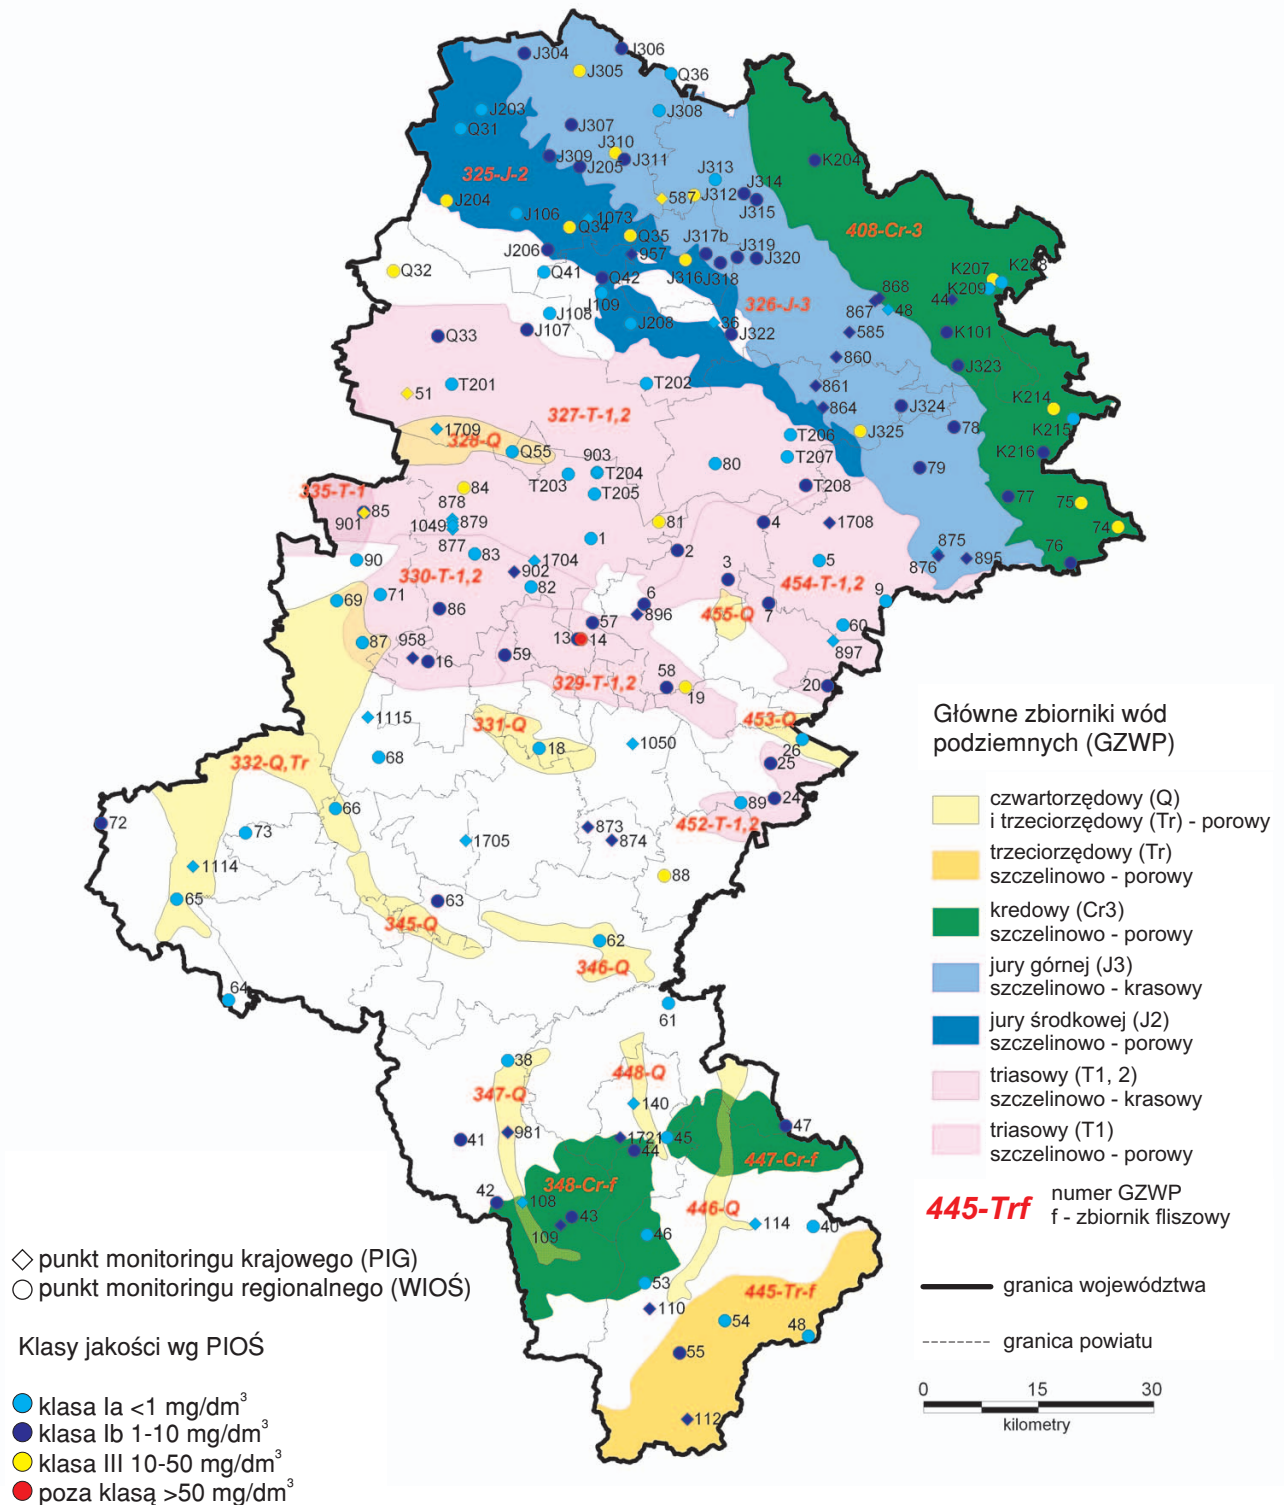 J304
J306
J305
Q36
J203
J308
Q31
J307
J310
J309
J311
J205
K204
325-J-2
J313
J314
J204
587
J312
J315
J106
1073
Q34
Q35
J317b
408-Cr-3
J206
957
J319
J320
J316
J318
Q32
Q41
Q42
K207
K208
K209
868
44
J109
326-J-3
867
48
J108
J208
36
J107
J322
585
K101
Q33
860
J323
51
T201
T202
861
K214
327-T-1,2
864
J324
1709
328-Q
T206
J325
78
K215
Q55
903
T207
K216
T203
T204
80
79
335-T-1
84
T205
T208
77
75
878
901
85
1049
879
81
4
1708
74
877
1
875
90
83
1704
2
5
876
895
76
330-T-1,2
902
3
454-T-1,2
69
71
82
6
9
86
455-Q
7
896
57
60
87
13
14
958
59
897
16
58
329-T-1,2
19
20
1115
331-Q
453-Q
18
1050
26
68
332-Q,Tr
25
66
89
24
72
73
873
452-T-1,2
1705
874
1114
88
65
63
345-Q
62
346-Q
64
61
38
448-Q
347-Q
140
981
47
41
1721
45
44
447-Cr-f
348-Cr-f
42
108
446-Q
43
109
114
40
46
53
445-Tr-f
110
54
48
55
112
Główne zbiorniki wód
podziemnych (GZWP)
czwartorzędowy (Q)
i trzeciorzędowy (Tr) - porowy
trzeciorzędowy (Tr)
szczelinowo - porowy
kredowy (Cr3)
szczelinowo - porowy
jury górnej (J3)
szczelinowo - krasowy
jury środkowej (J2)
szczelinowo - porowy
triasowy (T1, 2)
szczelinowo - krasowy
triasowy (T1)
szczelinowo - porowy
445-Trf numer GZWP
f - zbiornik fliszowy
granica województwa
granica powiatu
0 15 30
kilometry
punkt monitoringu krajowego (PIG)
punkt monitoringu regionalnego (WIOŚ)
Klasy jakości wg PIOŚ
klasa Ia <1 mg/dm³
klasa Ib 1-10 mg/dm³
klasa III 10-50 mg/dm³
poza klasą >50 mg/dm³